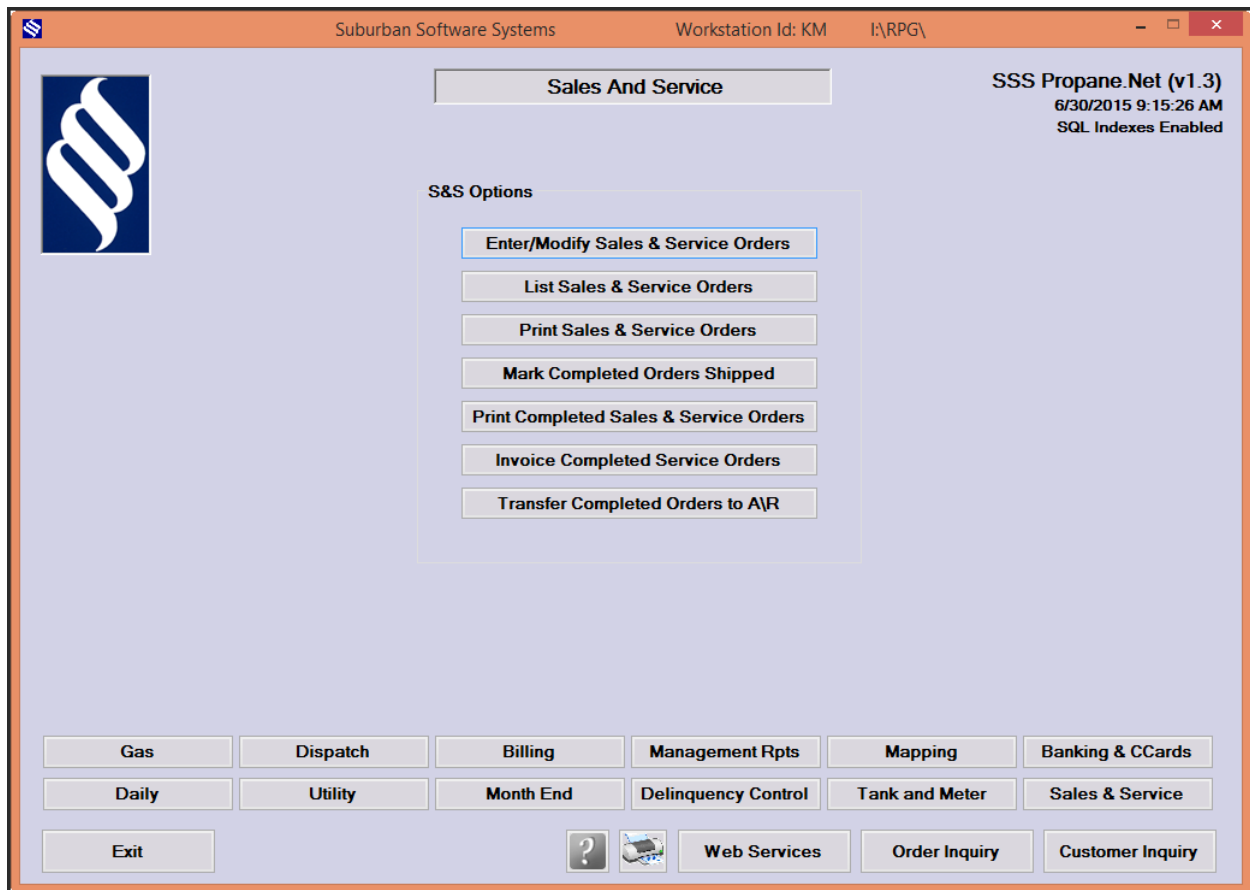 Suburban Software Systems Workstation Id: KM I:\RPG\
Sales And Service
SSS Propane.Net (v1.3)
6/30/2015 9:15:26 AM
SQL Indexes Enabled
S&S Options
Enter/Modify Sales & Service Orders
List Sales & Service Orders
Print Sales & Service Orders
Mark Completed Orders Shipped
Print Completed Sales & Service Orders
Invoice Completed Service Orders
Transfer Completed Orders to A\R
Gas Dispatch Billing Management Rpts Mapping Banking & CCards
Daily Utility Month End Delinquency Control Tank and Meter Sales & Service
Exit ? Web Services Order Inquiry Customer Inquiry